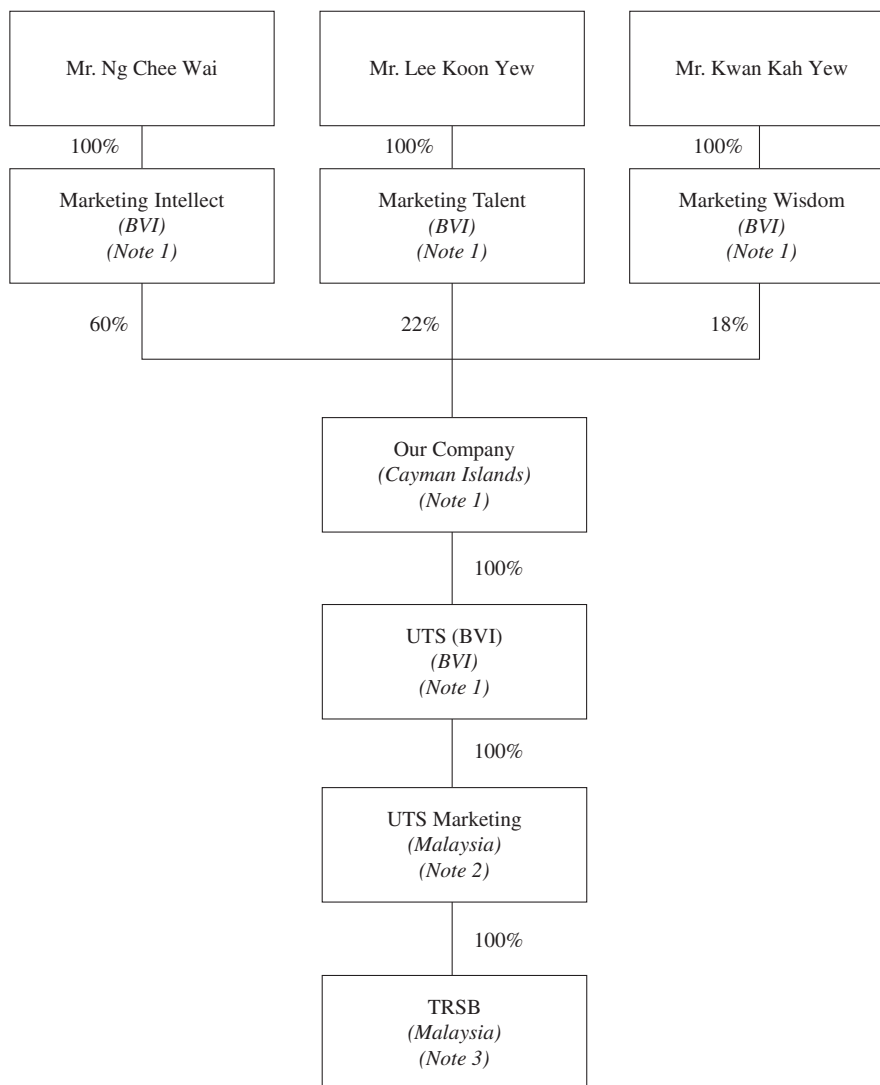 Mr. Ng Chee Wai
Mr. Lee Koon Yew
Mr. Kwan Kah Yew
100%
100%
100%
Marketing Intellect
(BVI)
(Note 1)
Marketing Talent
(BVI)
(Note 1)
Marketing Wisdom
(BVI)
(Note 1)
60%
22%
18%
Our Company
(Cayman Islands)
(Note 1)
100%
UTS (BVI)
(BVI)
(Note 1)
100%
UTS Marketing
(Malaysia)
(Note 2)
100%
TRSB
(Malaysia)
(Note 3)